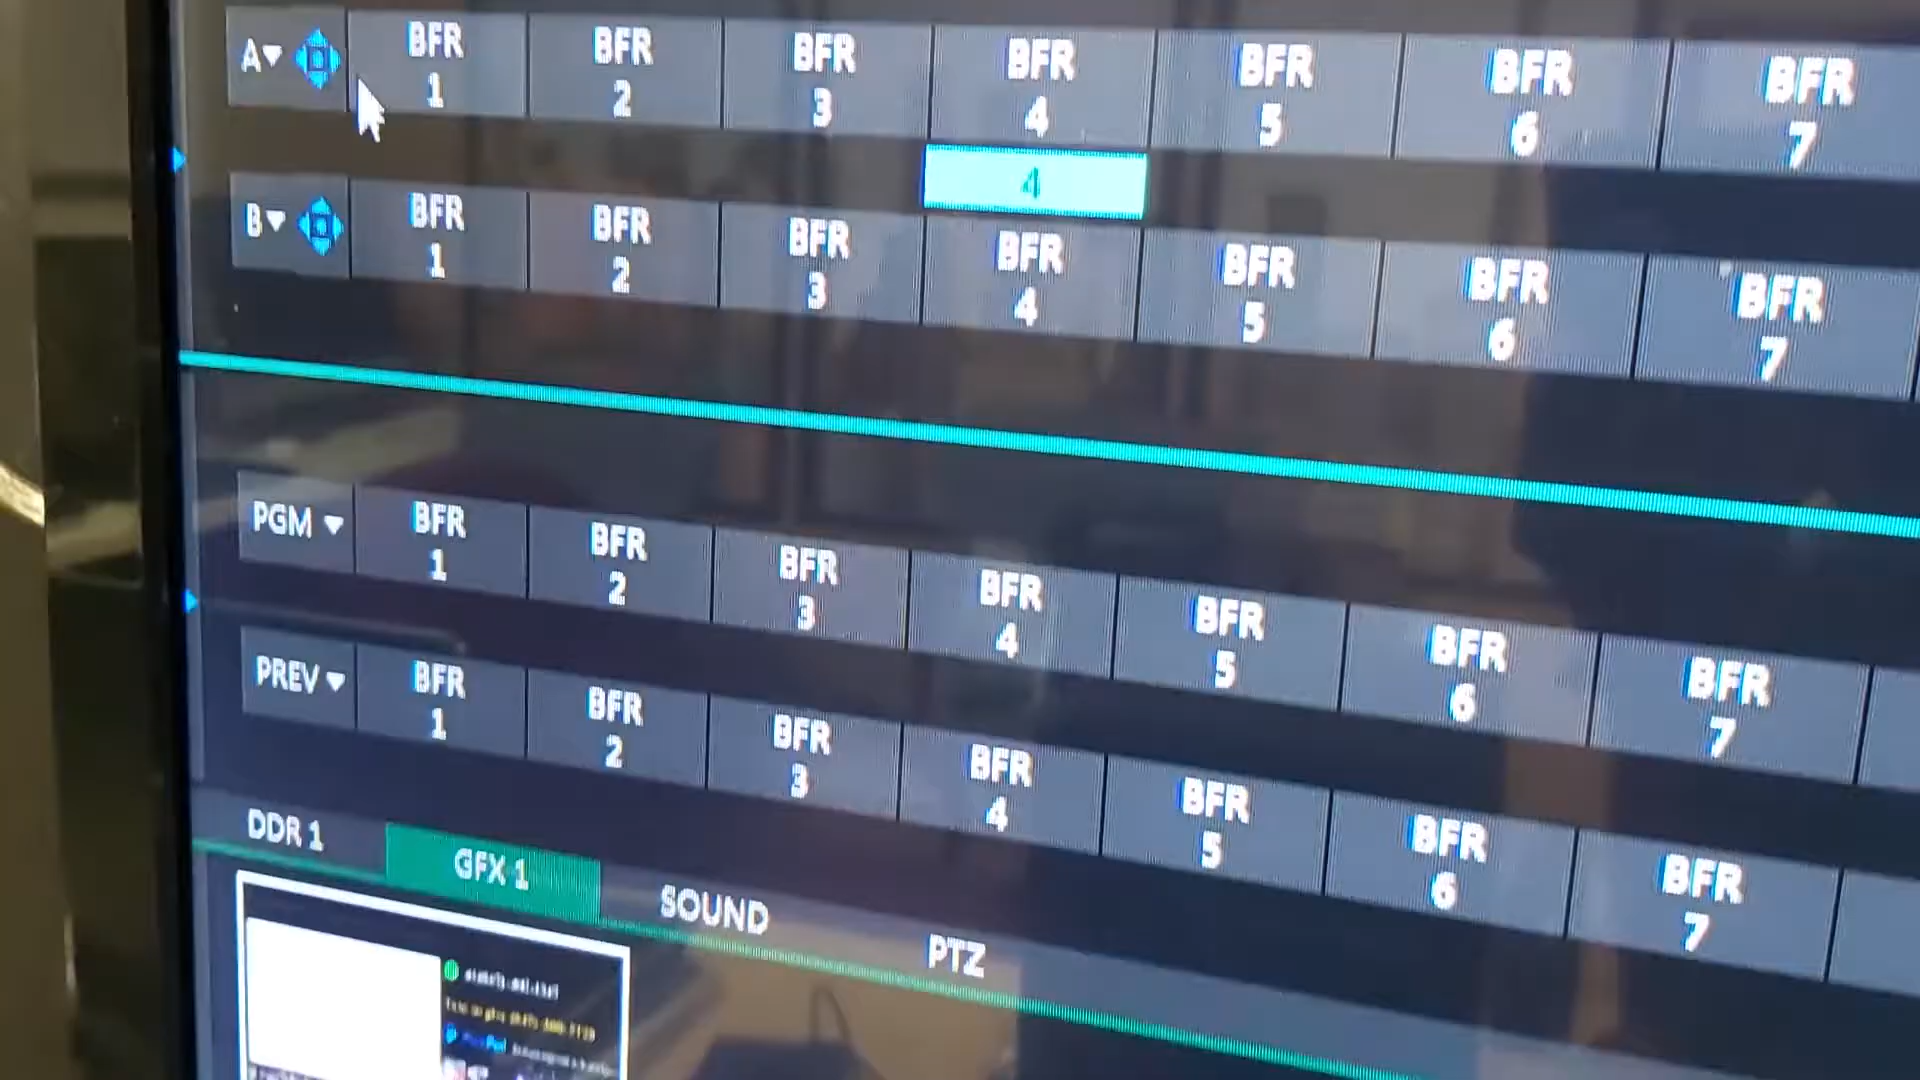 A BFR 1 BFR 2 BFR 3 BFR 4 BFR 5 BFR 6 BFR 7
4
B BFR 1 BFR 2 BFR 3 BFR 4 BFR 5 BFR 6 BFR 7
PGM BFR 1 BFR 2 BFR 3 BFR 4 BFR 5 BFR 6 BFR 7
PREV BFR 1 BFR 2 BFR 3 BFR 4 BFR 5 BFR 6 BFR 7
DDR 1 GFX 1 SOUND PTZ